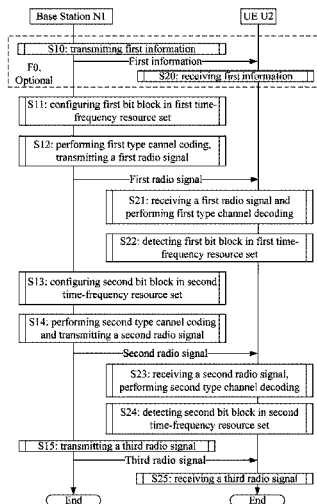 Base Station N1
UE U2
S10: transmitting first information
First information
F0,
Optional
S20: receiving first information
S11: configuring first bit block in first time-
frequency resource set
S12: performing first type cannel coding,
transmitting a first radio signal
First radio signal
S21: receiving a first radio signal and
performing first type channel decoding
S22: detecting first bit block in first time-
frequency resource set
S13: configuring second bit block in second
time-frequency resource set
S14: performing second type cannel coding
and transmitting a second radio signal
Second radio signal
S23: receiving a second radio signal,
performing second type channel decoding
S24: detecting second bit block in second
time-frequency resource set
S15: transmitting a third radio signal
Third radio signal
S25: receiving a third radio signal
End
End